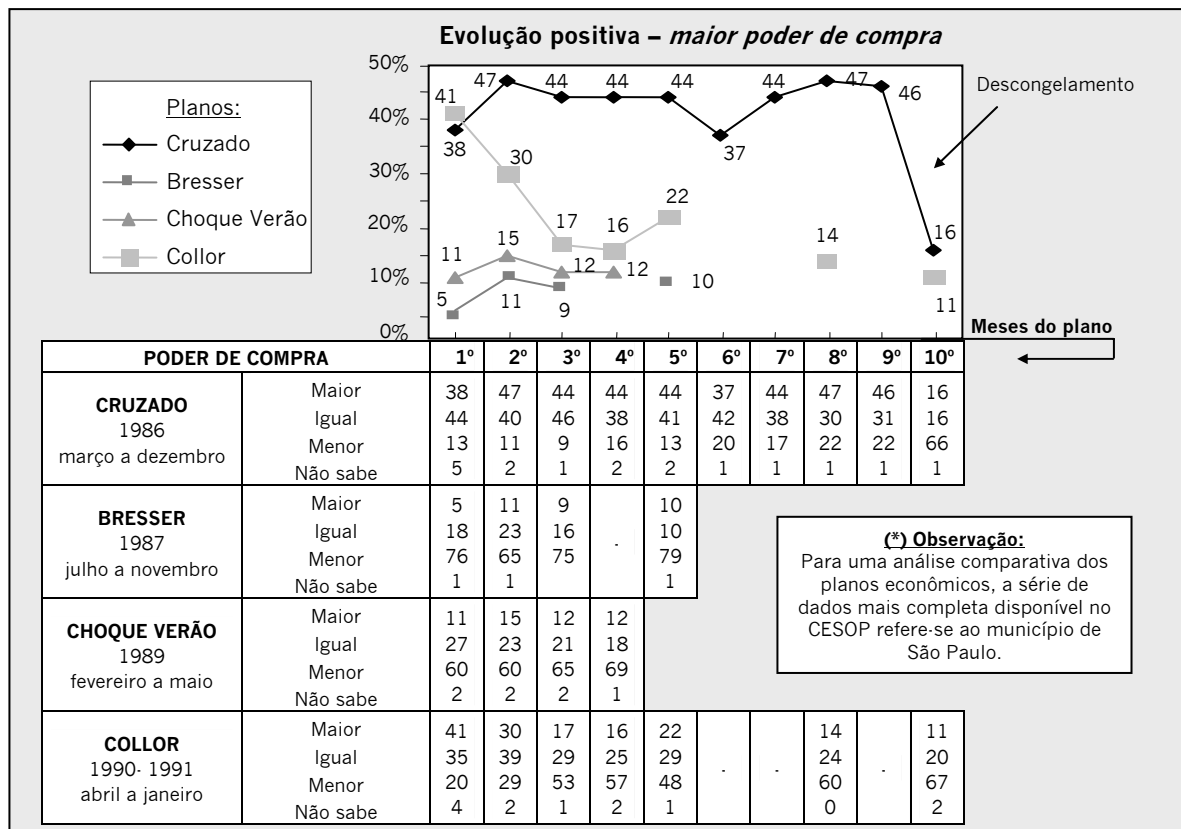 Evolução positiva – maior poder de compra
50%
40%
30%
20%
10%
0%
Planos:
Cruzado
Bresser
Choque Verão
Collor
47 44 44 44 44 47 46
41
38 30 37
17 16 22
11 15 12 12 14 16
5 11 9 10 11
Descongelamento
Meses do plano
PODER DE COMPRA 1º 2º 3º 4º 5º 6º 7º 8º 9º 10º
CRUZADO
1986
março a dezembro
Maior 38 47 44 44 44 37 44 47 46 16
Igual 44 40 46 38 41 42 38 30 31 16
Menor 13 11 9 16 13 20 17 22 22 66
Não sabe 5 2 1 2 2 1 1 1 1 1
BRESSER
1987
julho a novembro
Maior 5 11 9 10
Igual 18 23 16 . 10
Menor 76 65 75 79
Não sabe 1 1 1
(*) Observação:
Para uma análise comparativa dos
planos econômicos, a série de
dados mais completa disponível no
CESOP refere-se ao município de
São Paulo.
CHOQUE VERÃO
1989
fevereiro a maio
Maior 11 15 12 12
Igual 27 23 21 18
Menor 60 60 65 69
Não sabe 2 2 2 1
COLLOR
1990- 1991
abril a janeiro
Maior 41 30 17 16 22 14 11
Igual 35 39 29 25 29 . . 24 . 20
Menor 20 29 53 57 48 60 67
Não sabe 4 2 1 2 1 0 2